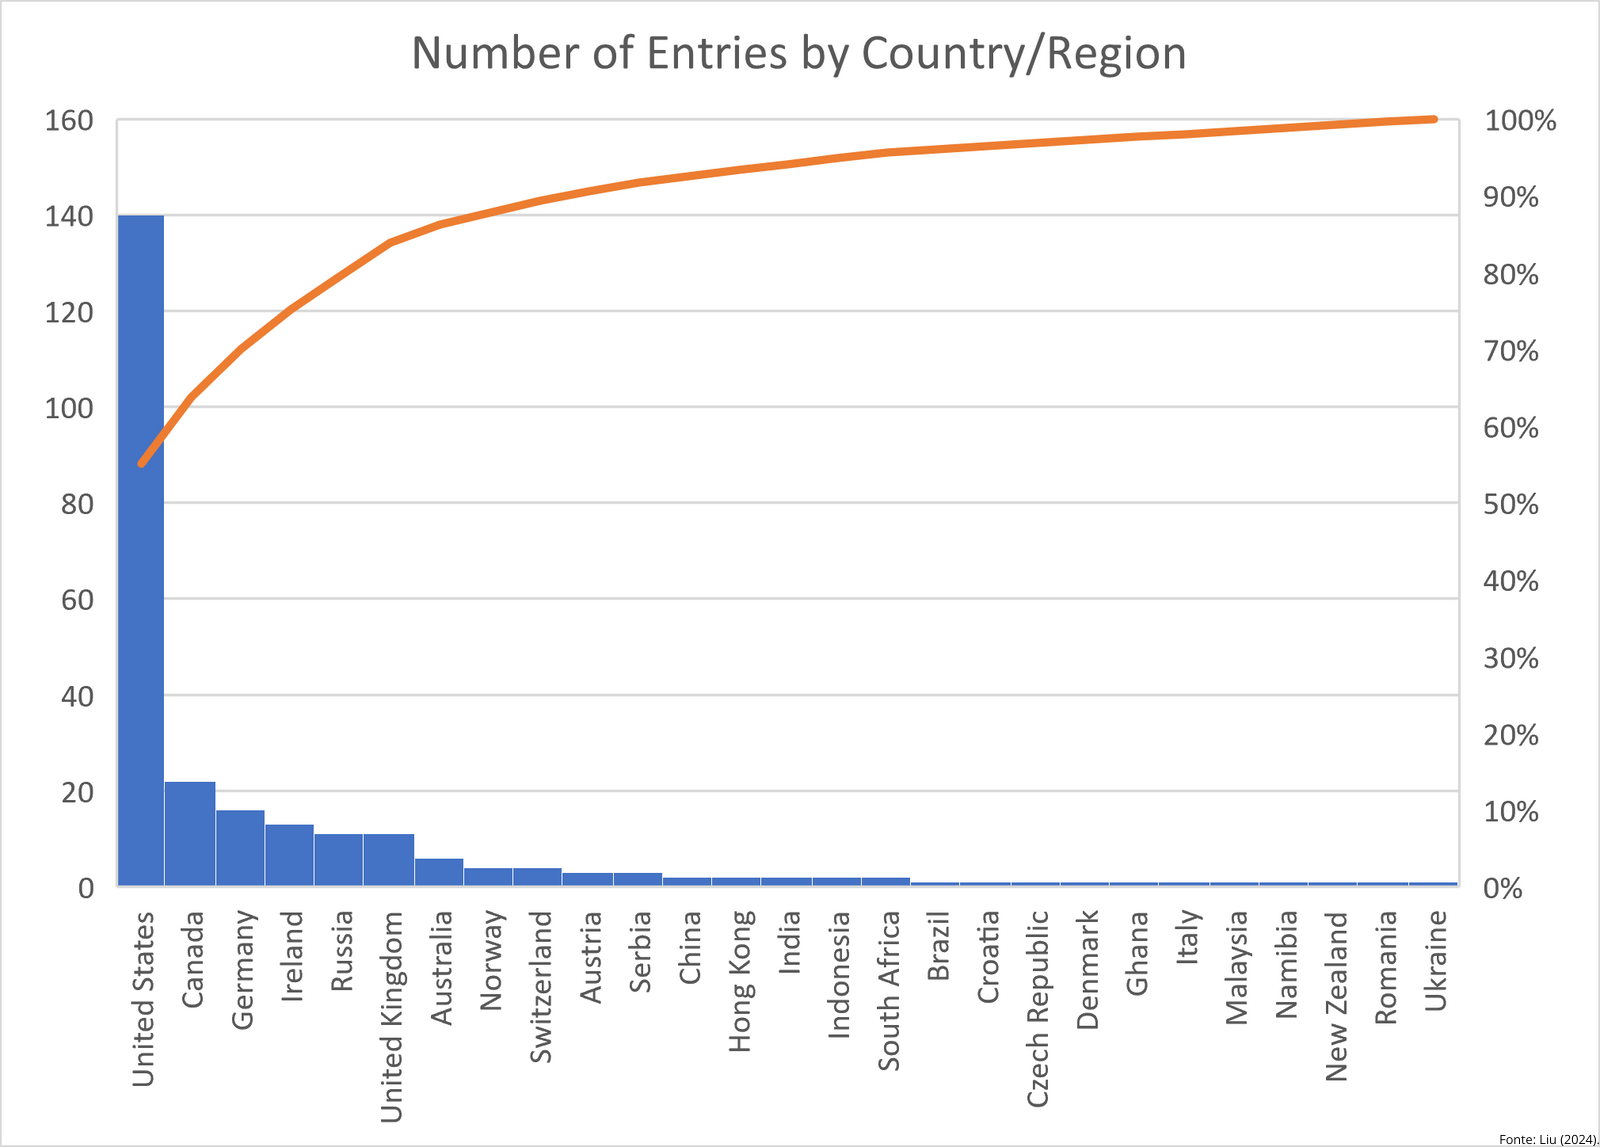 Number of Entries by Country/Region
160
140
120
100
80
60
40
20
0
100%
90%
80%
70%
60%
50%
40%
30%
20%
10%
0%
United States
Canada
Germany
Ireland
Russia
United Kingdom
Australia
Norway
Switzerland
Austria
Serbia
China
Hong Kong
India
Indonesia
South Africa
Brazil
Croatia
Czech Republic
Denmark
Ghana
Italy
Malaysia
Namibia
New Zealand
Romania
Ukraine
Fonte: Liu (2024).